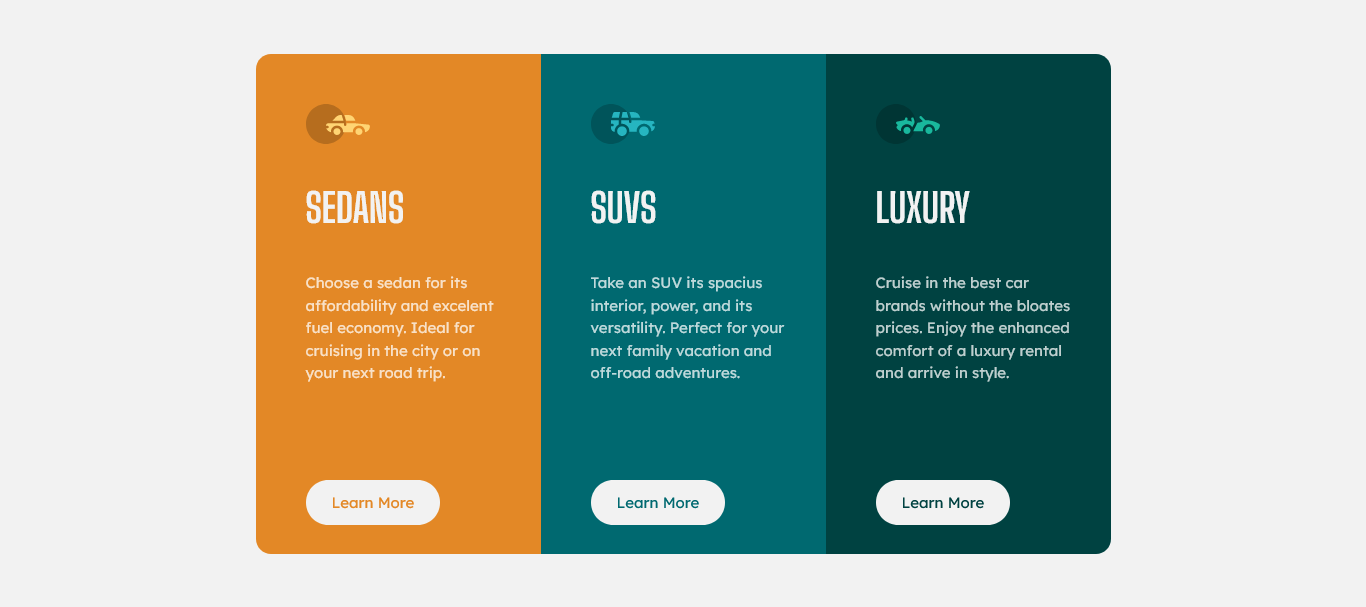 SEDANS
Choose a sedan for its
affordability and excelent
fuel economy. Ideal for
cruising in the city or on
your next road trip.
Learn More
SUVS
Take an SUV its spacius
interior, power, and its
versatility. Perfect for your
next family vacation and
off-road adventures.
Learn More
LUXURY
Cruise in the best car
brands without the bloates
prices. Enjoy the enhanced
comfort of a luxury rental
and arrive in style.
Learn More